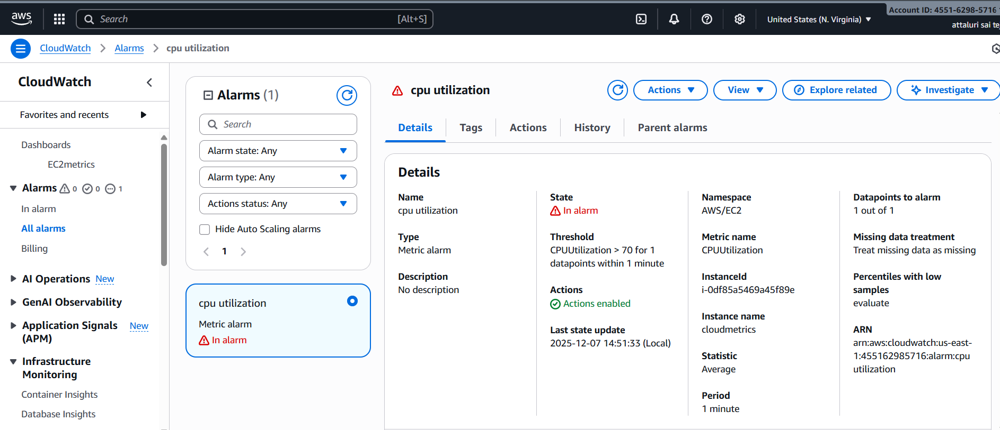 aws
Search
[Alt+S]
United States (N. Virginia)
Account ID: 4551-6298-5716
attaluri sai te
CloudWatch
Alarms
cpu utilization
CloudWatch
Favorites and recents
Dashboards
EC2metrics
Alarms 0 0 1
In alarm
All alarms
Billing
AI Operations New
GenAI Observability
Application Signals New
(APM)
Infrastructure
Monitoring
Container Insights
Database Insights
Alarms (1)
Search
Alarm state: Any
Alarm type: Any
Actions status: Any
Hide Auto Scaling alarms
1
cpu utilization
Metric alarm
In alarm
cpu utilization
Actions
View
Explore related
Investigate
Details
Tags
Actions
History
Parent alarms
Details
Name
cpu utilization
Type
Metric alarm
Description
No description
State
In alarm
Threshold
CPUUtilization > 70 for 1
datapoints within 1 minute
Actions
Actions enabled
Last state update
2025-12-07 14:51:33 (Local)
Namespace
AWS/EC2
Metric name
CPUUtilization
InstanceId
i-0df85a5469a45f89e
Instance name
cloudmetrics
Statistic
Average
Period
1 minute
Datapoints to alarm
1 out of 1
Missing data treatment
Treat missing data as missing
Percentiles with low
samples
evaluate
ARN
arn:aws:cloudwatch:us-east-
1:455162985716:alarm:cpu
utilization